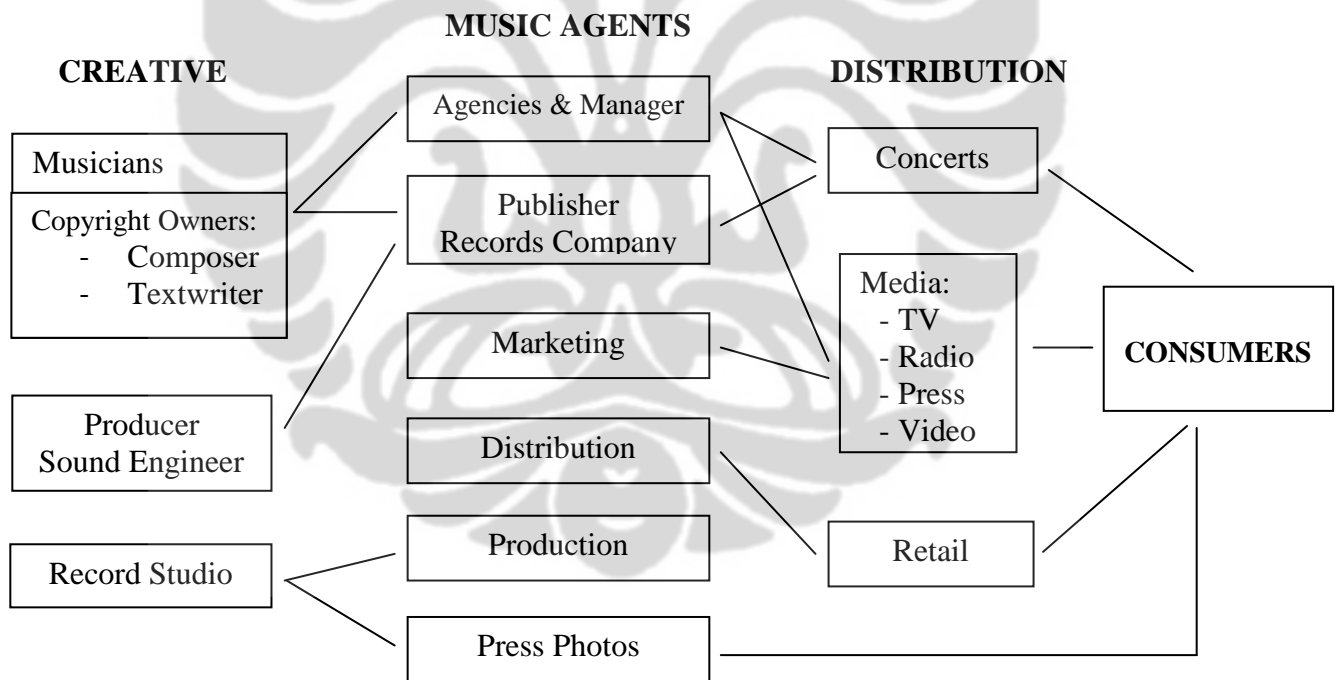 MUSIC AGENTS
CREATIVE
DISTRIBUTION
Musicians
Copyright Owners:
- Composer
- Textwriter
Producer
Sound Engineer
Record Studio
Agencies & Manager
Publisher
Records Company
Marketing
Distribution
Production
Press Photos
Concerts
Media:
- TV
- Radio
- Press
- Video
Retail
CONSUMERS